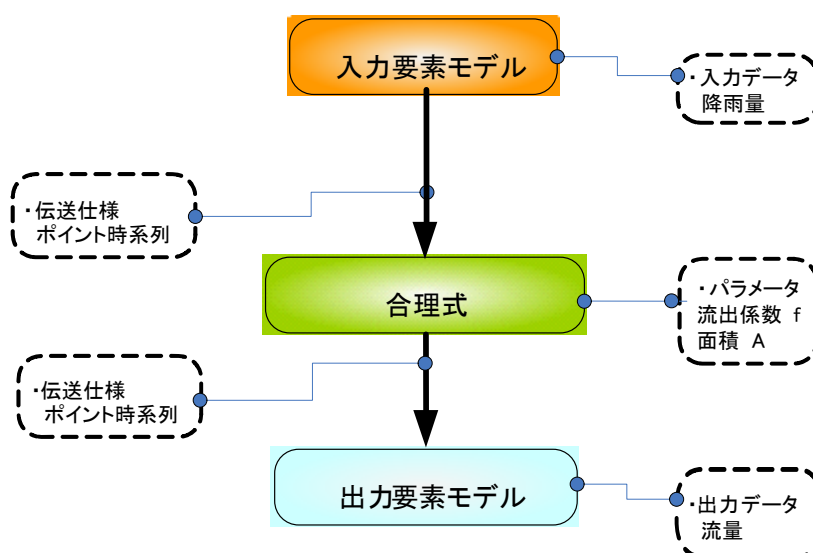 入力要素モデル
・入力データ
降雨量
・伝送仕様
ポイント時系列
合理式
・パラメータ
流出係数 f
面積 A
・伝送仕様
ポイント時系列
出力要素モデル
・出力データ
流量